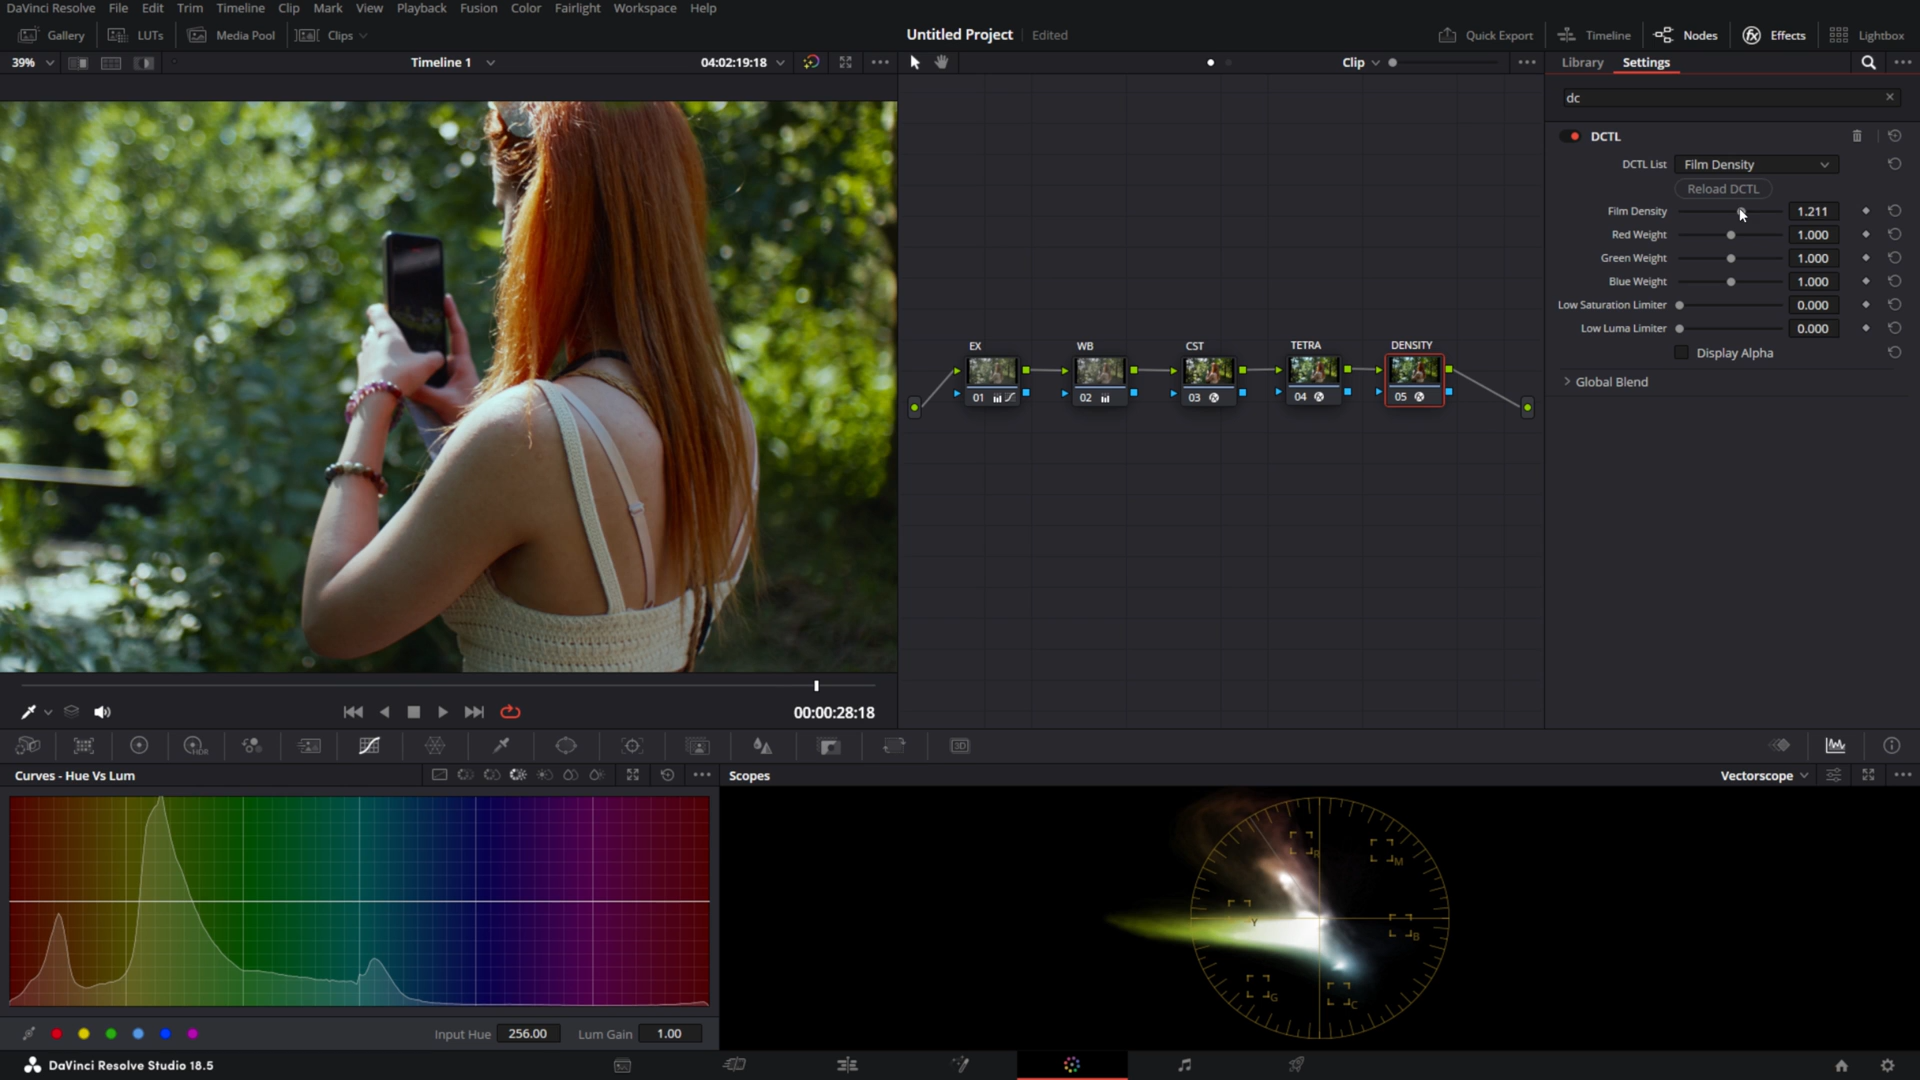 DaVinci Resolve File Edit Trim Timeline Clip Mark View Playback Fusion Color Fairlight Workspace Help
Gallery LUTs Media Pool Clips Untitled Project Edited Quick Export Timeline Nodes Effects Lightbox
39% Timeline 1 04:02:19:18 Clip Library Settings
dc
DCTL
DCTL List Film Density
Reload DCTL
Film Density 1.211
Red Weight 1.000
Green Weight 1.000
Blue Weight 1.000
Low Saturation Limiter 0.000
Low Luma Limiter 0.000
Display Alpha
Global Blend
EX WB CST TETRA DENSITY
01 02 03 04 05
00:00:28:18
Curves - Hue Vs Lum Scopes Vectorscope
R M
Y B
G C
Input Hue 256.00 Lum Gain 1.00
DaVinci Resolve Studio 18.5